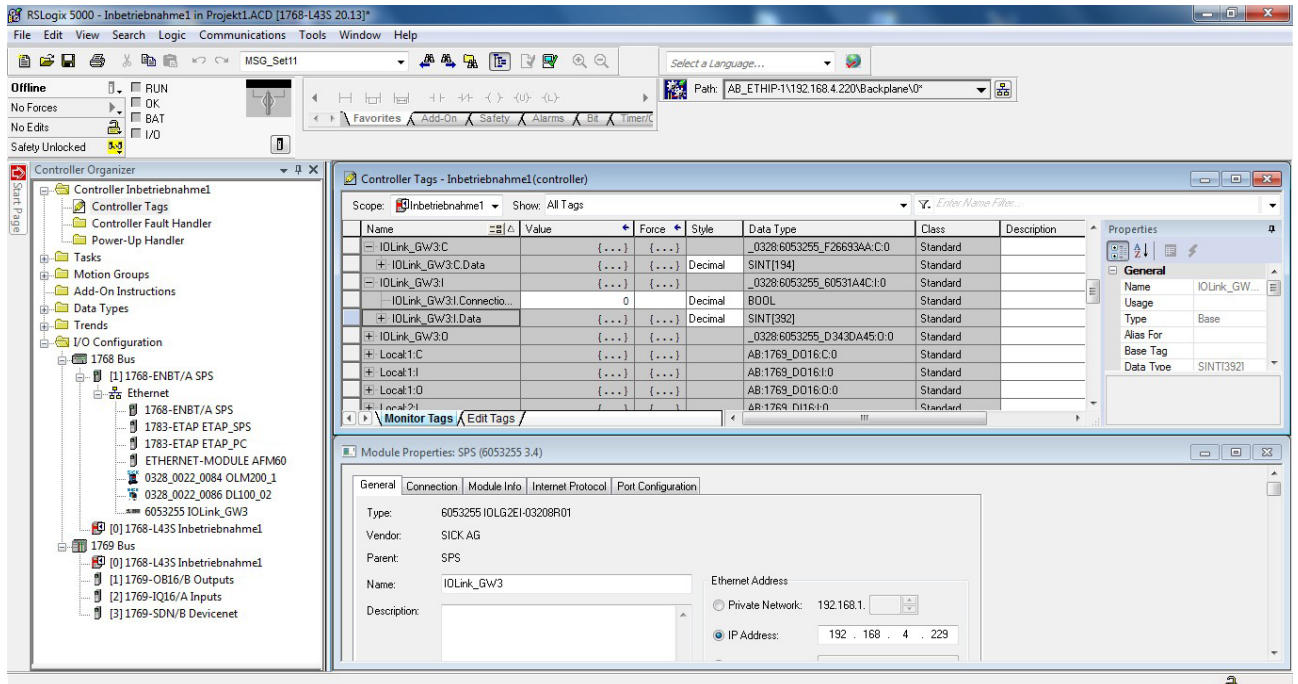 RSLogix 5000 - Inbetriebnahme1 in Projekt1.ACD [1768-L43S 20.13]*
File Edit View Search Logic Communications Tools Window Help
MSG_Set11
Select a Language...
Offline
RUN
No Forces
OK
BAT
No Edits
I/O
Safety Unlocked
Path: AB_ETHIP-1\192.168.4.220\Backplane\0*
Favorites Add-On Safety Alarms Bit Timer/C
Start Page
Controller Organizer
Controller Inbetriebnahme1
Controller Tags
Controller Fault Handler
Power-Up Handler
Tasks
Motion Groups
Add-On Instructions
Data Types
Trends
I/O Configuration
1768 Bus
[1] 1768-ENBT/A SPS
Ethernet
1768-ENBT/A SPS
1783-ETAP ETAP_SPS
1783-ETAP ETAP_PC
ETHERNET-MODULE AFM60
0328_0022_0084 OLM200_1
0328_0022_0086 DL100_02
6053255 IOLink_GW3
[0] 1768-L43S Inbetriebnahme1
1769 Bus
[0] 1768-L43S Inbetriebnahme1
[1] 1769-OB16/B Outputs
[2] 1769-IQ16/A Inputs
[3] 1769-SDN/B Devicenet
Controller Tags - Inbetriebnahme1(controller)
Scope: Inbetriebnahme1 Show: All Tags Enter Name Filter...
Name Value Force Style Data Type Class Description
IOLink_GW3:C {...} {...} _0328:6053255_F26693AA:C:0 Standard
IOLink_GW3:C.Data {...} {...} Decimal SINT[194] Standard
IOLink_GW3:I {...} {...} _0328:6053255_60531A4C:I:0 Standard
IOLink_GW3:I.Connectio... 0 Decimal BOOL Standard
IOLink_GW3:I.Data {...} {...} Decimal SINT[392] Standard
IOLink_GW3:O {...} {...} _0328:6053255_D343DA45:O:0 Standard
Local:1:C {...} {...} AB:1769_DO16:C:0 Standard
Local:1:I {...} {...} AB:1769_DO16:I:0 Standard
Local:1:O {...} {...} AB:1769_DO16:O:0 Standard
Local:2:I {...} {...} AB:1769_DI16:I:0 Standard
Monitor Tags Edit Tags
Properties
General
Name IOLink_GW...
Usage
Type Base
Alias For
Base Tag
Data Type SINT[392]
Module Properties: SPS (6053255 3.4)
General Connection Module Info Internet Protocol Port Configuration
Type: 6053255 IOLG2EI-03208R01
Vendor: SICK AG
Parent: SPS
Name: IOLink_GW3
Description:
Ethernet Address
Private Network: 192.168.1.
IP Address: 192 . 168 . 4 . 229